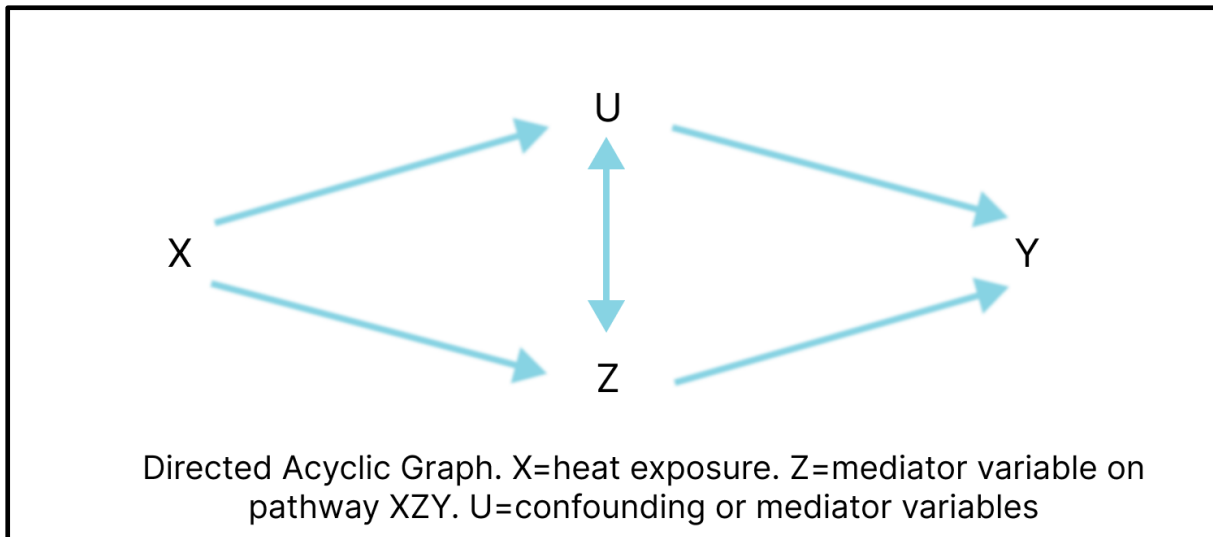 U
X
Y
Z
Directed Acyclic Graph. X=heat exposure. Z=mediator variable on
pathway XZY. U=confounding or mediator variables